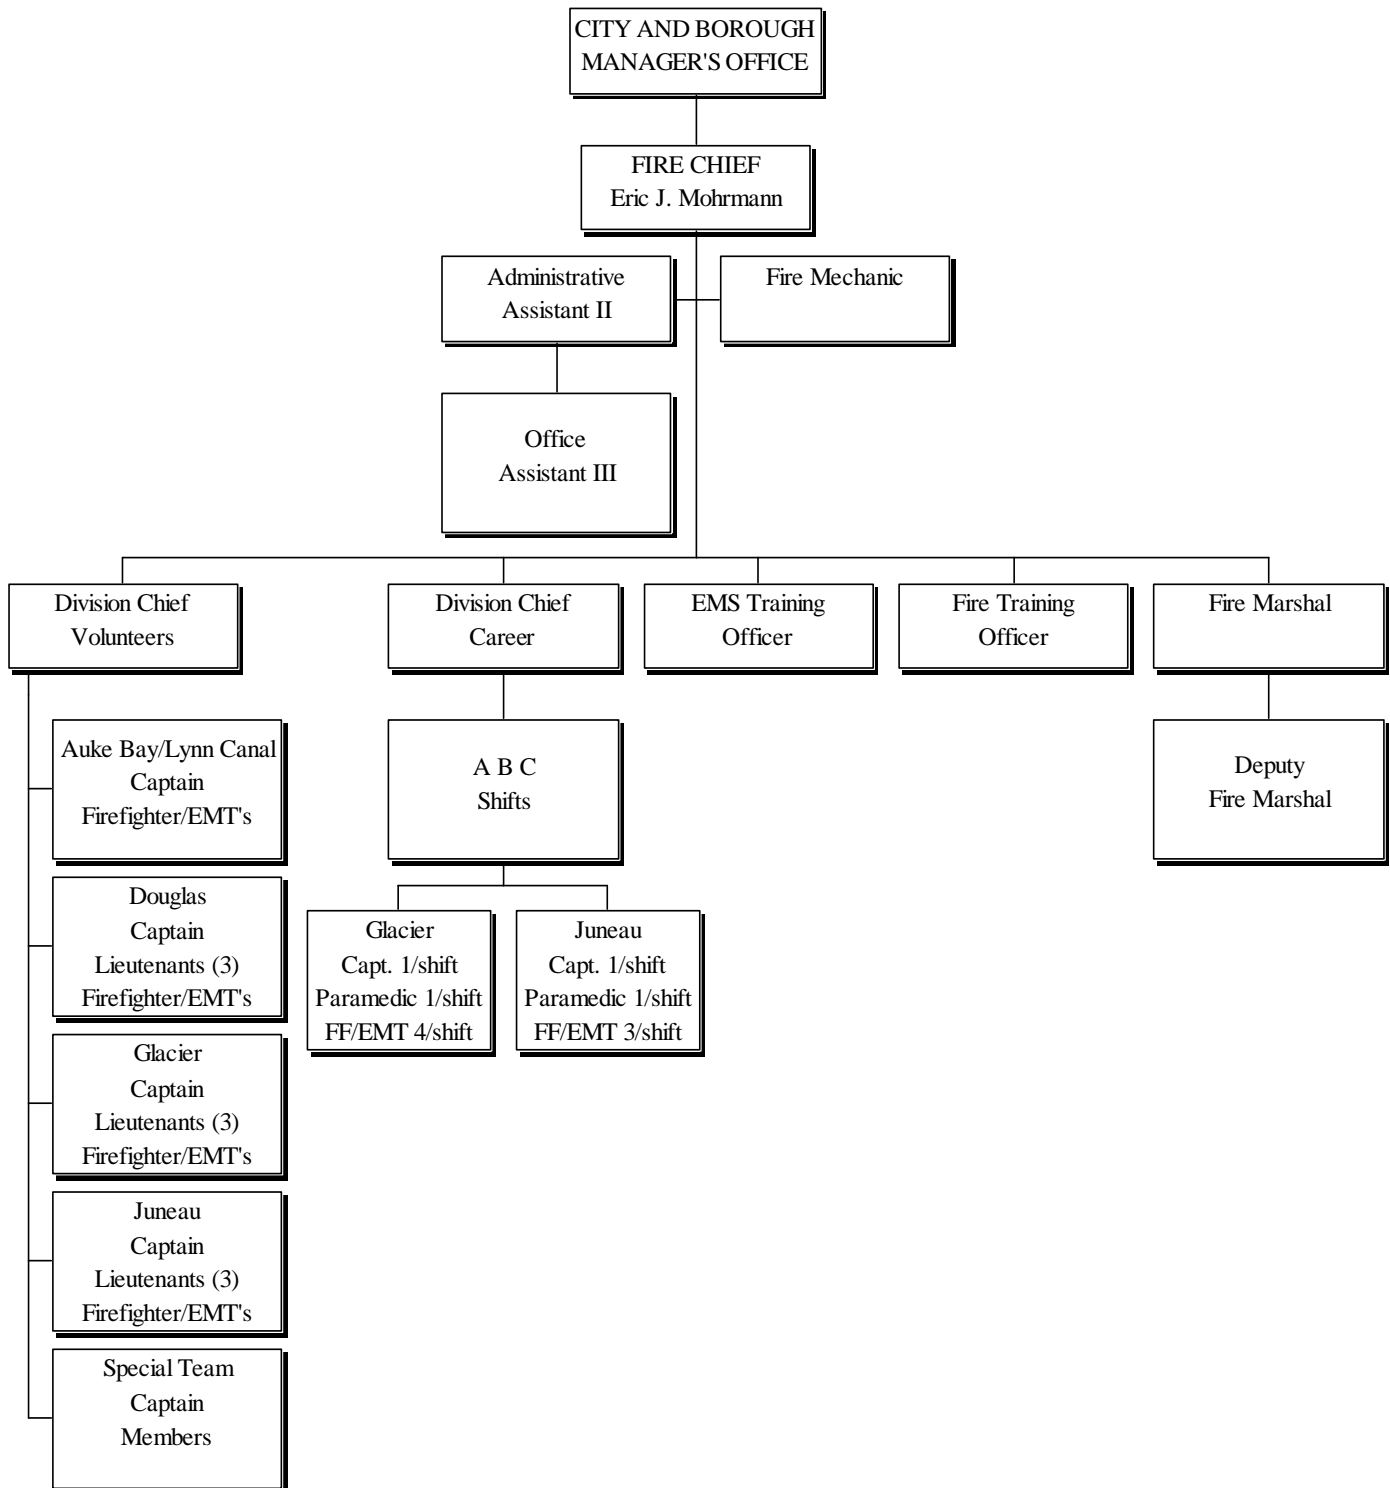 CITY AND BOROUGH
MANAGER'S OFFICE
FIRE CHIEF
Eric J. Mohrmann
Administrative
Assistant II
Fire Mechanic
Office
Assistant III
Division Chief
Volunteers
Division Chief
Career
EMS Training
Officer
Fire Training
Officer
Fire Marshal
Auke Bay/Lynn Canal
Captain
Firefighter/EMT's
A B C
Shifts
Deputy
Fire Marshal
Douglas
Captain
Lieutenants (3)
Firefighter/EMT's
Glacier
Capt. 1/shift
Paramedic 1/shift
FF/EMT 4/shift
Juneau
Capt. 1/shift
Paramedic 1/shift
FF/EMT 3/shift
Glacier
Captain
Lieutenants (3)
Firefighter/EMT's
Juneau
Captain
Lieutenants (3)
Firefighter/EMT's
Special Team
Captain
Members